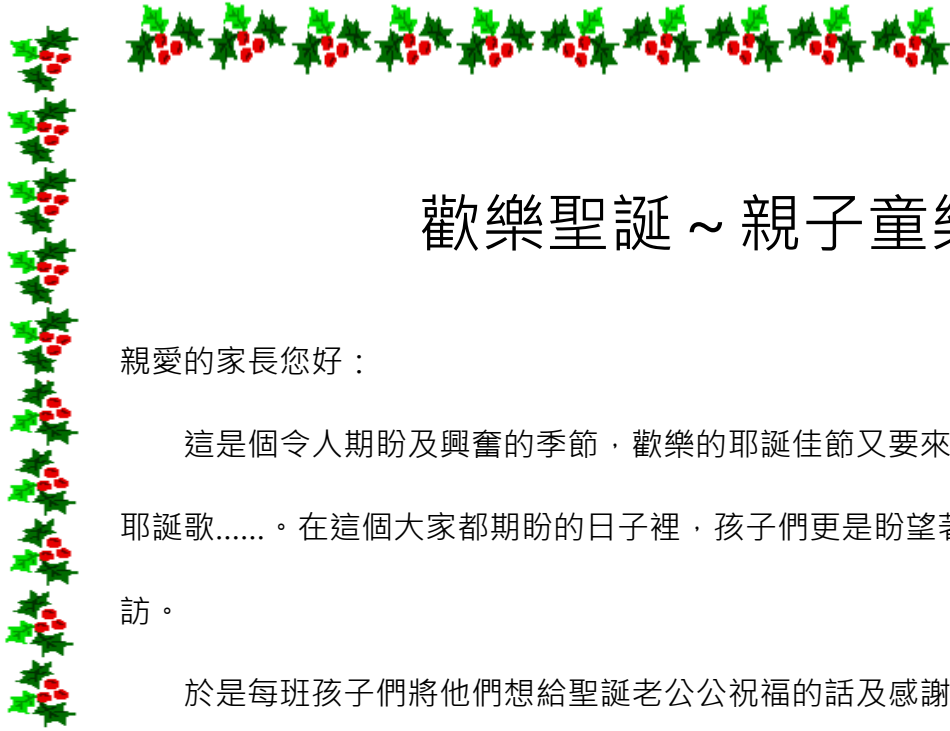 歡樂聖誕~親子童
親愛的家長您好：
這是個令人期盼及興奮的季節，歡樂的耶誕佳節又要來
耶誕歌......。在這個大家都期盼的日子裡，孩子們更是盼望
訪。
於是每班孩子們將他們想給聖誕老公公祝福的話及感謝